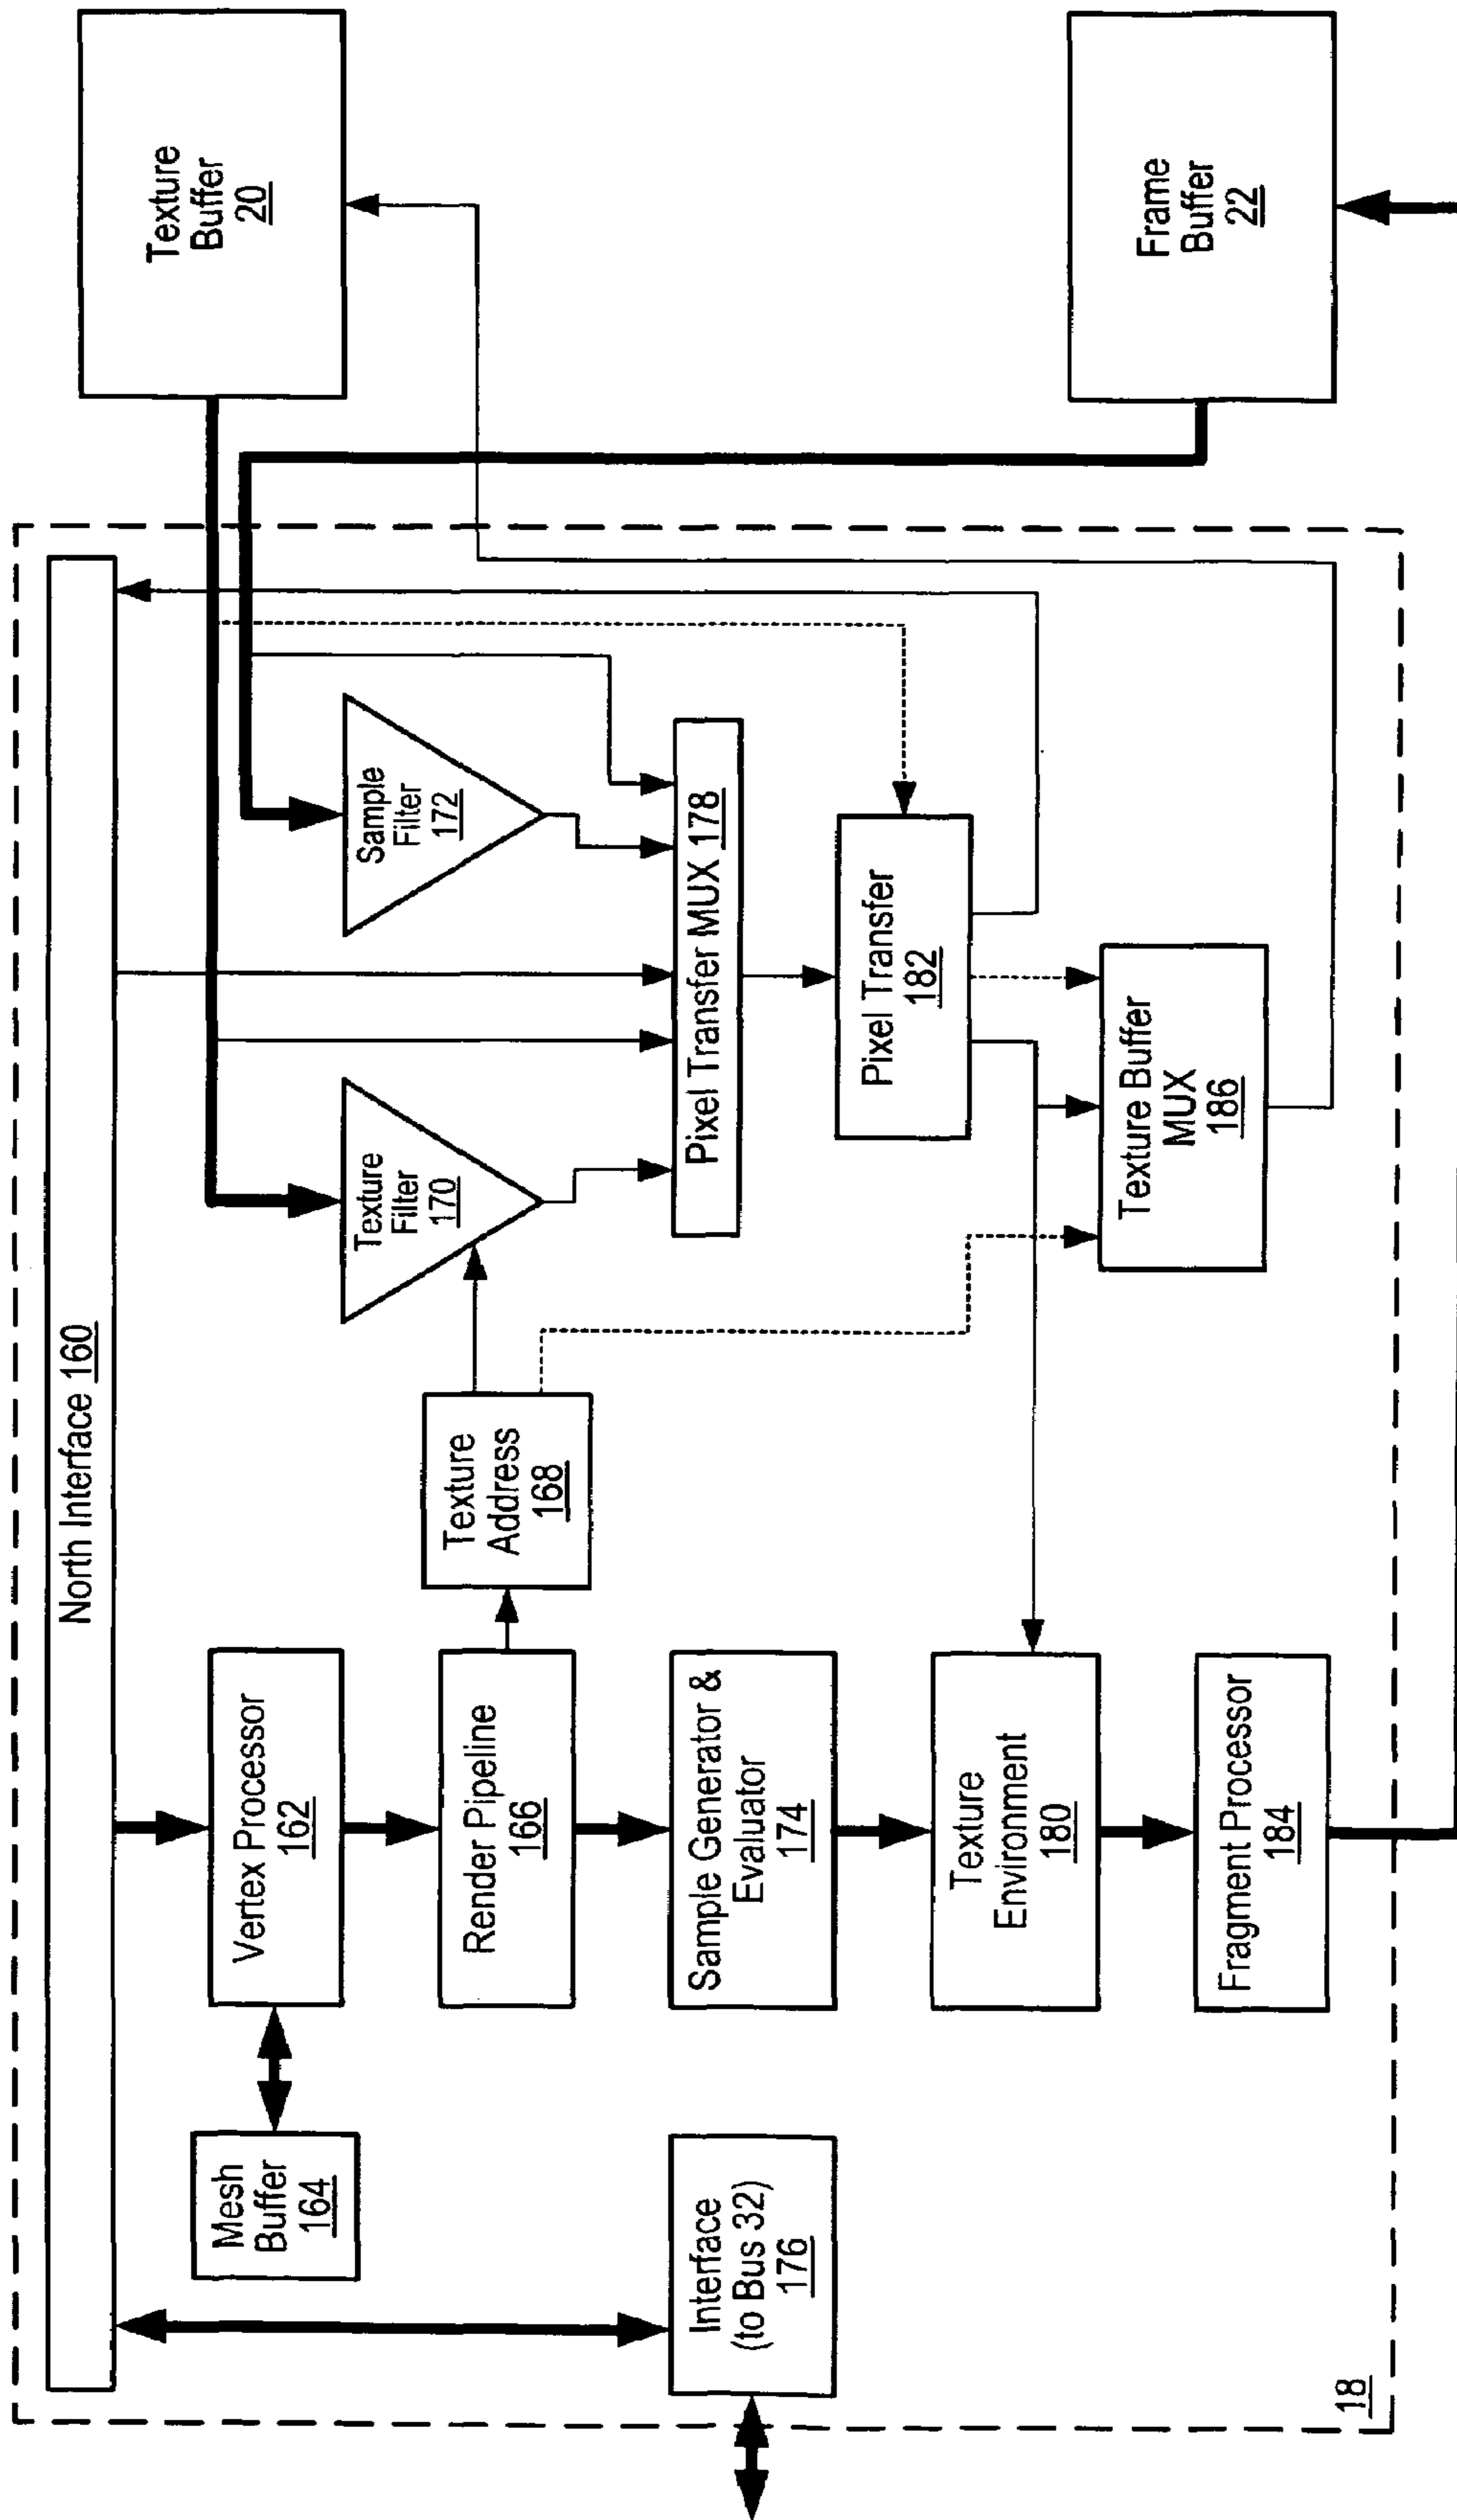 North Interface 160
Mesh
Buffer
164
Vertex Processor
162
Render Pipeline
166
Texture
Address
168
Texture
Filter
170
Sample
Filter
172
Texture
Buffer
20
Interface
(to Bus 32)
176
Sample Generator &
Evaluator
174
Pixel Transfer MUX 178
Texture
Environment
180
Pixel Transfer
182
Fragment Processor
184
Texture Buffer
MUX
186
Frame
Buffer
22
18